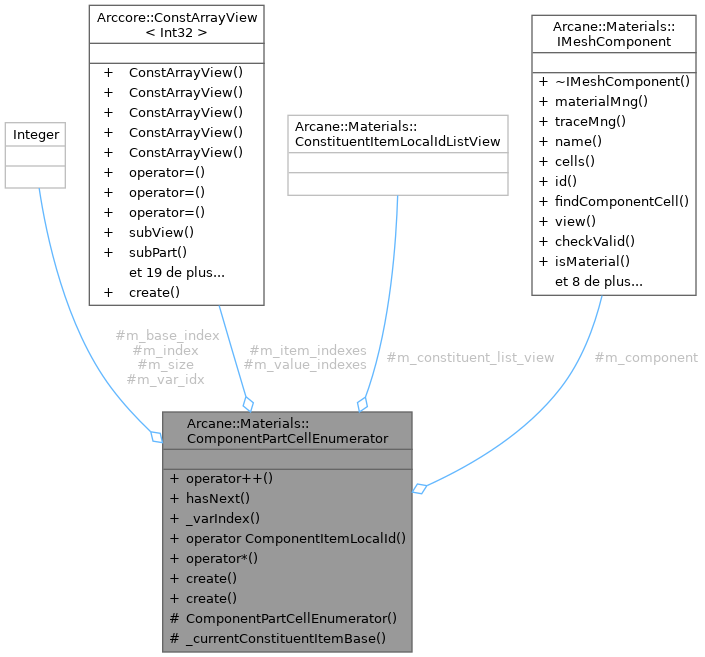 Arccore::ConstArrayView
< Int32 >
+ ConstArrayView()
+ ConstArrayView()
+ ConstArrayView()
+ ConstArrayView()
+ ConstArrayView()
+ operator=()
+ operator=()
+ operator=()
+ subView()
+ subPart()
et 19 de plus...
+ create()
Arcane::Materials::
IMeshComponent
+ ~IMeshComponent()
+ materialMng()
+ traceMng()
+ name()
+ cells()
+ id()
+ findComponentCell()
+ view()
+ checkValid()
+ isMaterial()
et 8 de plus...
Integer
Arcane::Materials::
ConstituentItemLocalIdListView
#m_base_index
#m_index
#m_size
#m_var_idx
#m_item_indexes
#m_value_indexes
#m_constituent_list_view
#m_component
Arcane::Materials::
ComponentPartCellEnumerator
+ operator++()
+ hasNext()
+ _varIndex()
+ operator ComponentItemLocalId()
+ operator*()
+ create()
+ create()
# ComponentPartCellEnumerator()
# _currentConstituentItemBase()